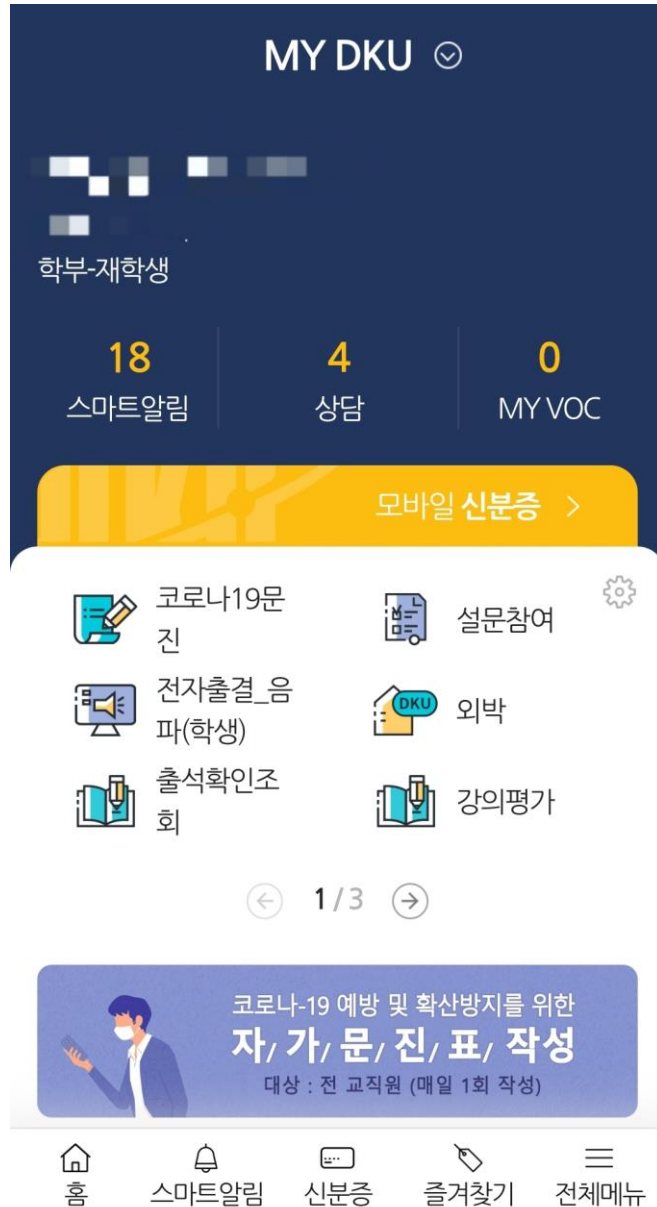 MY DKU
학부-재학생
18
4
0
스마트알림
상담
MY VOC
모바일 신분증 >
코로나19문
진
설문참여
전자출결_음
파(학생)
DKU
외박
출석확인조
회
강의평가
1 / 3
코로나-19 예방 및 확산방지를 위한
자/ 가/ 문/ 진/ 표/ 작성
대상 : 전 교직원 (매일 1회 작성)
홈
스마트알림
신분증
즐겨찾기
전체메뉴